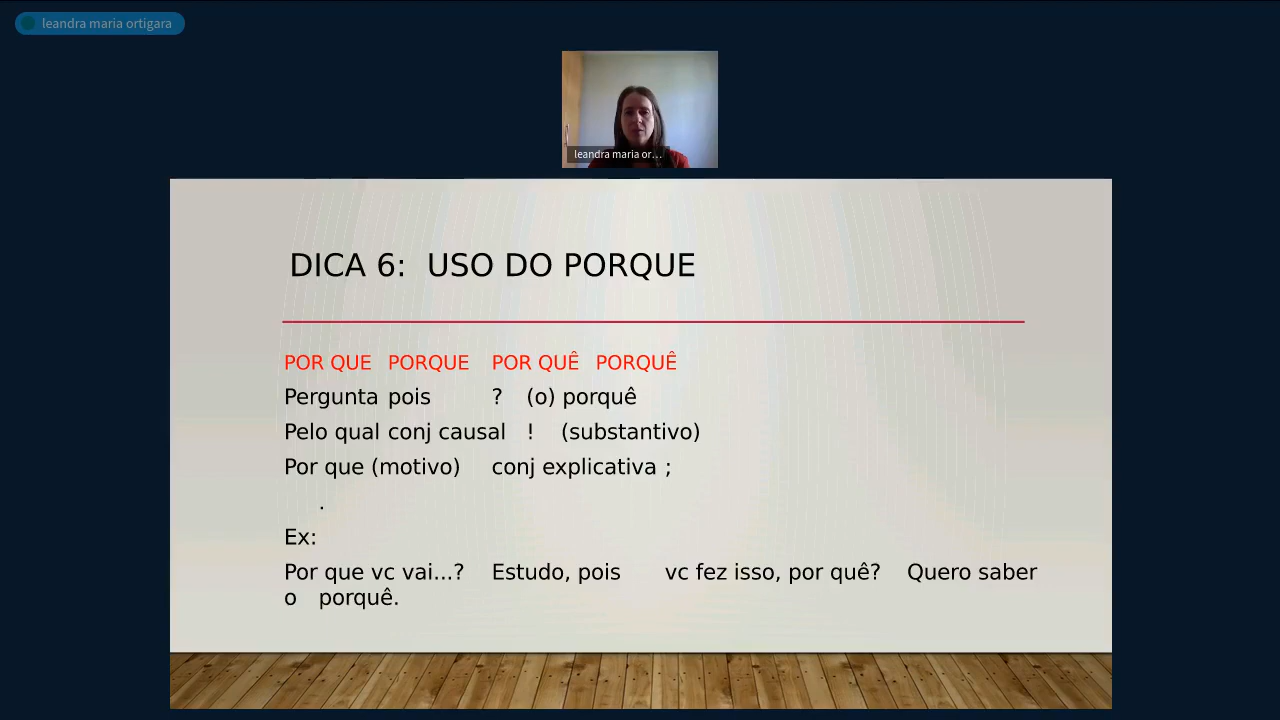 leandra maria ortigara
leandra maria or...
DICA 6: USO DO PORQUE
POR QUE PORQUE POR QUÊ PORQUÊ
Pergunta pois ? (o) porquê
Pelo qual conj causal ! (substantivo)
Por que (motivo) conj explicativa ;
.
Ex:
Por que vc vai...? Estudo, pois vc fez isso, por quê? Quero saber
o porquê.